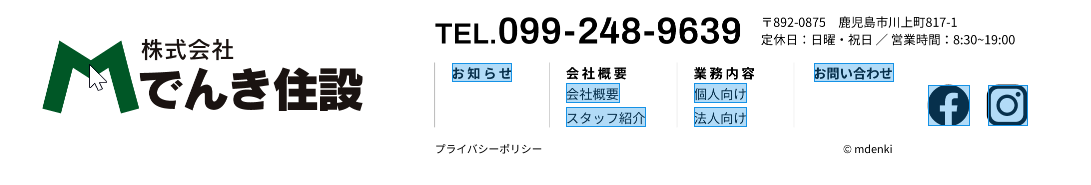 株式会社
でんき住設
TEL.099-248-9639
〒892-0875　鹿児島市川上町817-1
定休日：日曜・祝日 ／ 営業時間：8:30~19:00
お知らせ
会社概要
会社概要
スタッフ紹介
業務内容
個人向け
法人向け
お問い合わせ
プライバシーポリシー
© mdenki